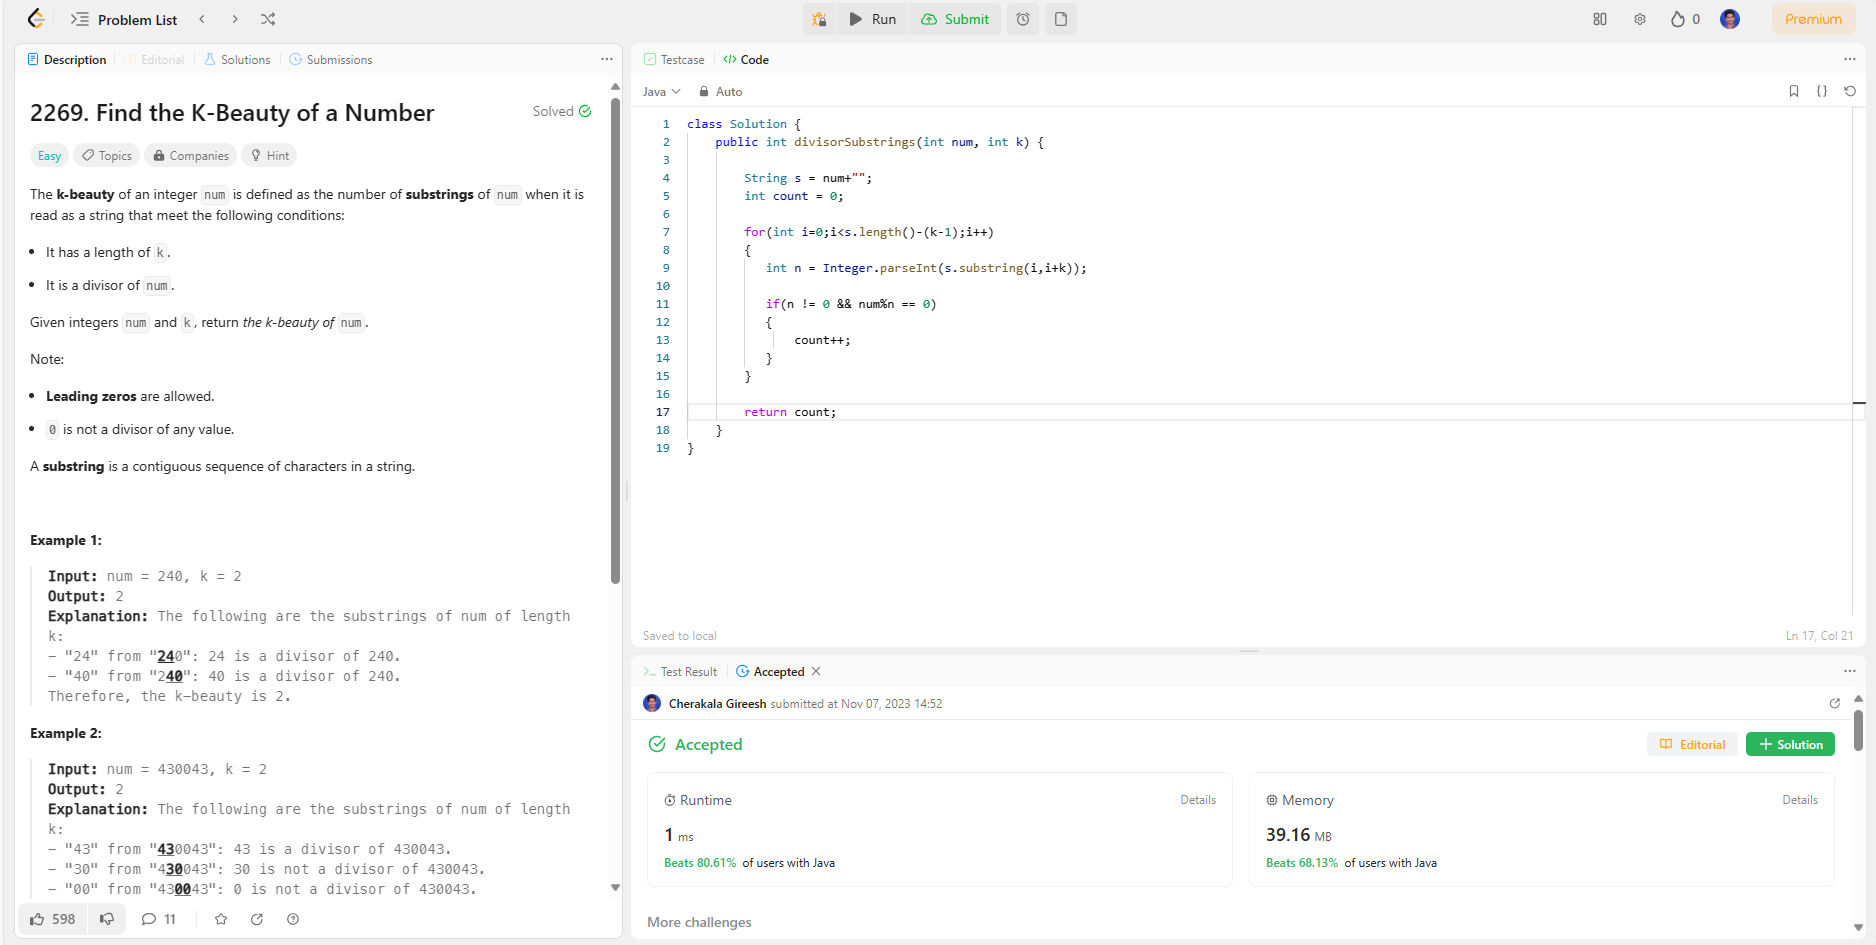 Problem List
Run
Submit
0
Premium
Description
Editorial
Solutions
Submissions
2269. Find the K-Beauty of a Number
Solved
Easy
Topics
Companies
Hint
The k-beauty of an integer num is defined as the number of substrings of num when it is
read as a string that meet the following conditions:
• It has a length of k.
• It is a divisor of num.
Given integers num and k, return the k-beauty of num.
Note:
• Leading zeros are allowed.
• 0 is not a divisor of any value.
A substring is a contiguous sequence of characters in a string.
Example 1:
Input: num = 240, k = 2
Output: 2
Explanation: The following are the substrings of num of length
k:
- "24" from "240": 24 is a divisor of 240.
- "40" from "240": 40 is a divisor of 240.
Therefore, the k-beauty is 2.
Example 2:
Input: num = 430043, k = 2
Output: 2
Explanation: The following are the substrings of num of length
k:
- "43" from "430043": 43 is a divisor of 430043.
- "30" from "430043": 30 is not a divisor of 430043.
- "00" from "430043": 0 is not a divisor of 430043.
598
11
Testcase
Code
Java
Auto
1 class Solution {
2 public int divisorSubstrings(int num, int k) {
3
4 String s = num+"";
5 int count = 0;
6
7 for(int i=0;i<s.length()-(k-1);i++)
8 {
9 int n = Integer.parseInt(s.substring(i,i+k));
10
11 if(n != 0 && num%n == 0)
12 {
13 count++;
14 }
15 }
16
17 return count;
18 }
19 }
Saved to local
Ln 17, Col 21
Test Result
Accepted
Cherakala Gireesh submitted at Nov 07, 2023 14:52
Accepted
Editorial
Solution
Runtime
Details
1 ms
Beats 80.61% of users with Java
Memory
Details
39.16 MB
Beats 68.13% of users with Java
More challenges